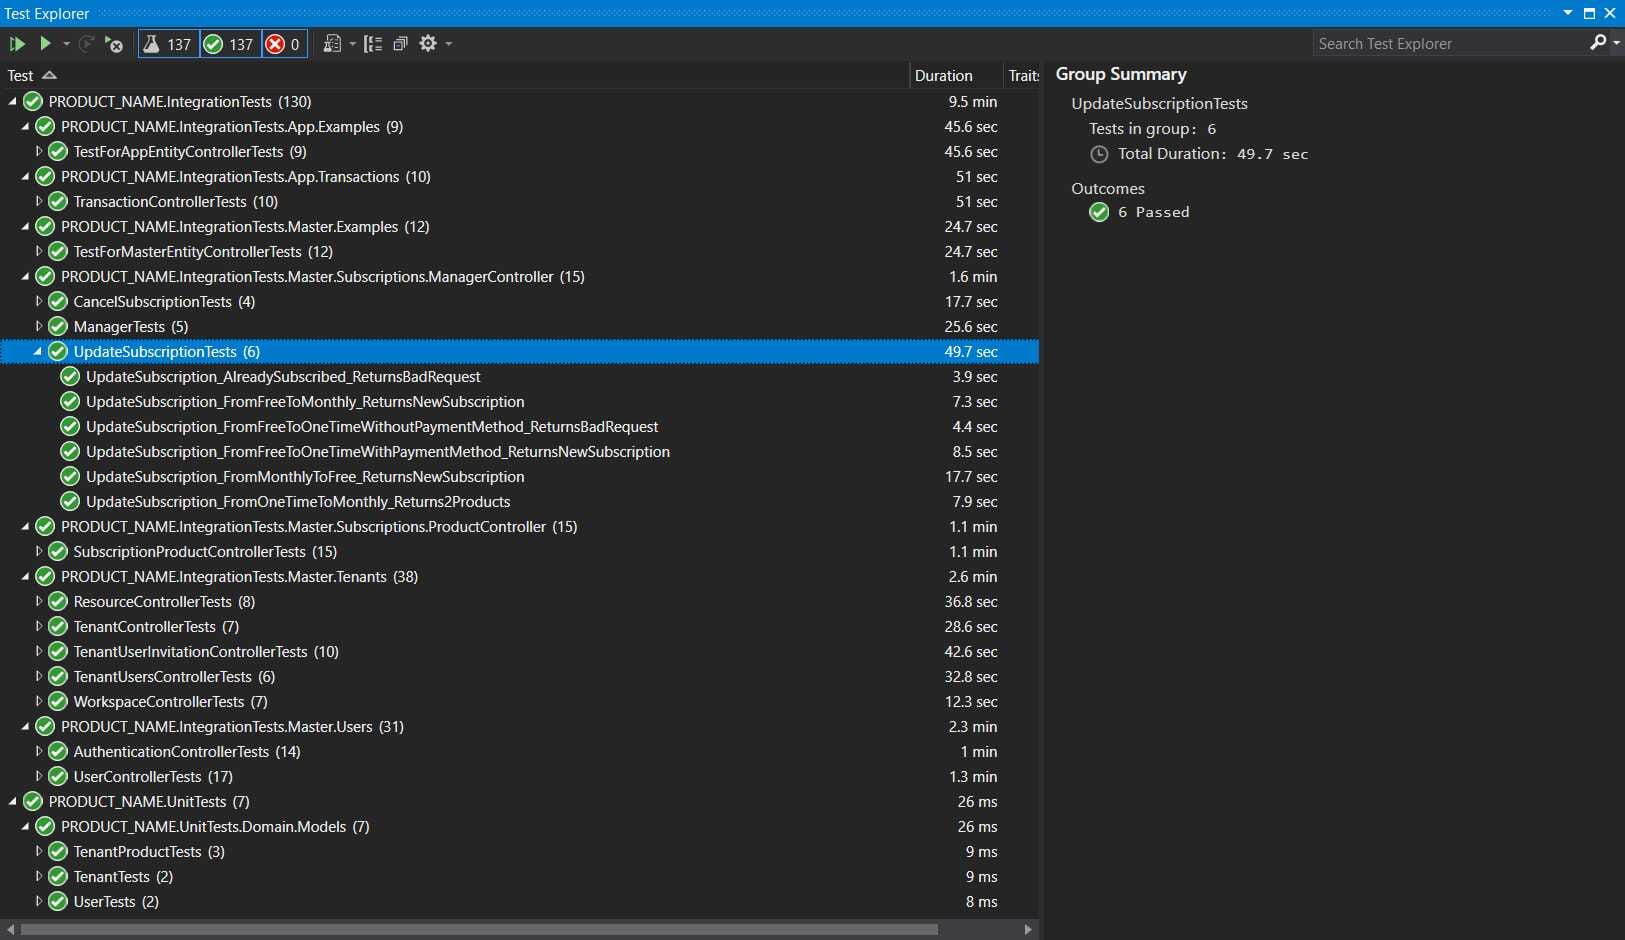 Test Explorer
137 137 0
Search Test Explorer
Test Duration Traits
PRODUCT_NAME.IntegrationTests (130) 9.5 min
PRODUCT_NAME.IntegrationTests.App.Examples (9) 45.6 sec
TestForAppEntityControllerTests (9) 45.6 sec
PRODUCT_NAME.IntegrationTests.App.Transactions (10) 51 sec
TransactionControllerTests (10) 51 sec
PRODUCT_NAME.IntegrationTests.Master.Examples (12) 24.7 sec
TestForMasterEntityControllerTests (12) 24.7 sec
PRODUCT_NAME.IntegrationTests.Master.Subscriptions.ManagerController (15) 1.6 min
CancelSubscriptionTests (4) 17.7 sec
ManagerTests (5) 25.6 sec
UpdateSubscriptionTests (6) 49.7 sec
UpdateSubscription_AlreadySubscribed_ReturnsBadRequest 3.9 sec
UpdateSubscription_FromFreeToMonthly_ReturnsNewSubscription 7.3 sec
UpdateSubscription_FromFreeToOneTimeWithoutPaymentMethod_ReturnsBadRequest 4.4 sec
UpdateSubscription_FromFreeToOneTimeWithPaymentMethod_ReturnsNewSubscription 8.5 sec
UpdateSubscription_FromMonthlyToFree_ReturnsNewSubscription 17.7 sec
UpdateSubscription_FromOneTimeToMonthly_Returns2Products 7.9 sec
PRODUCT_NAME.IntegrationTests.Master.Subscriptions.ProductController (15) 1.1 min
SubscriptionProductControllerTests (15) 1.1 min
PRODUCT_NAME.IntegrationTests.Master.Tenants (38) 2.6 min
ResourceControllerTests (8) 36.8 sec
TenantControllerTests (7) 28.6 sec
TenantUserInvitationControllerTests (10) 42.6 sec
TenantUsersControllerTests (6) 32.8 sec
WorkspaceControllerTests (7) 12.3 sec
PRODUCT_NAME.IntegrationTests.Master.Users (31) 2.3 min
AuthenticationControllerTests (14) 1 min
UserControllerTests (17) 1.3 min
PRODUCT_NAME.UnitTests (7) 26 ms
PRODUCT_NAME.UnitTests.Domain.Models (7) 26 ms
TenantProductTests (3) 9 ms
TenantTests (2) 9 ms
UserTests (2) 8 ms
Group Summary
UpdateSubscriptionTests
Tests in group: 6
Total Duration: 49.7 sec
Outcomes
6 Passed